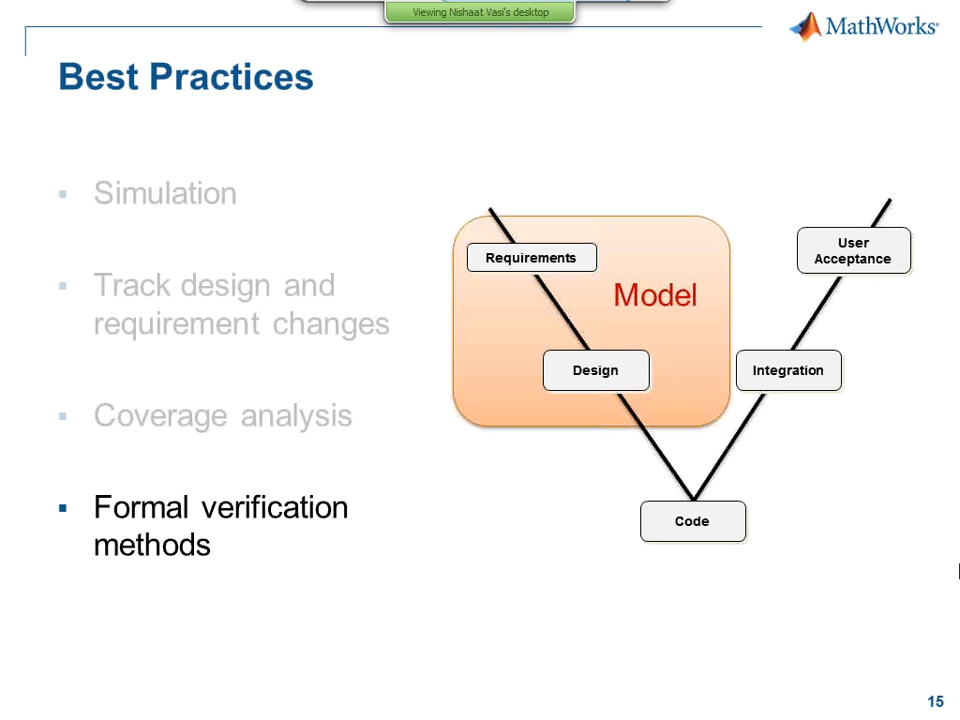 Viewing Nishaat Vasi's desktop
MathWorks®
Best Practices
Simulation
Track design and
requirement changes
Coverage analysis
Formal verification
methods
Requirements
Model
Design
Code
Integration
User
Acceptance
15